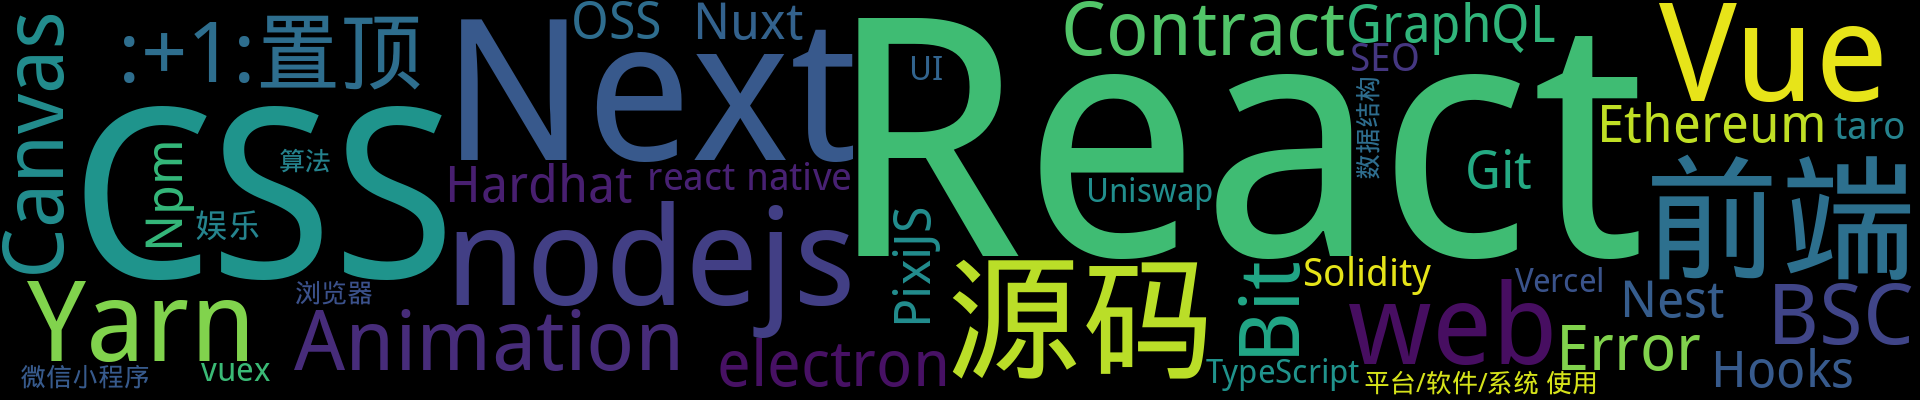 Canvas
:+1:置顶
CSS
Npm
算法
娱乐
Next
OSS
Nuxt
UI
React
Contract
GraphQL
SEO
数据结构
Vue
Ethereum
taro
Git
Hardhat
react native
Uniswap
前端
nodejs
PixiJS
源码
Bit
Solidity
Vercel
Nest
BSC
Yarn
浏览器
Animation
electron
web
Error
Hooks
微信小程序
vuex
TypeScript
平台/软件/系统 使用